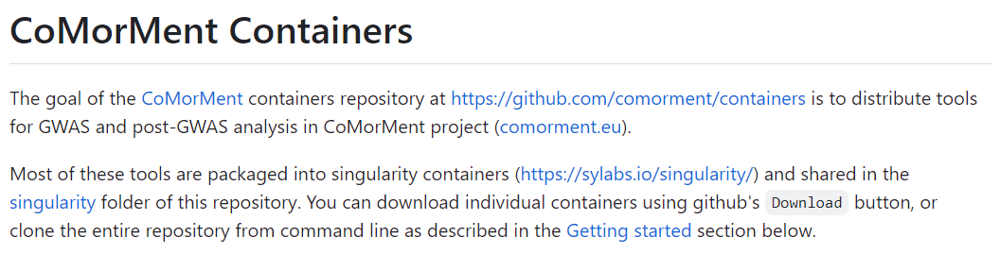 CoMorMent Containers
The goal of the CoMorMent containers repository at https://github.com/comorment/containers is to distribute tools
for GWAS and post-GWAS analysis in CoMorMent project (comorment.eu).
Most of these tools are packaged into singularity containers (https://sylabs.io/singularity/) and shared in the
singularity folder of this repository. You can download individual containers using github's Download button, or
clone the entire repository from command line as described in the Getting started section below.